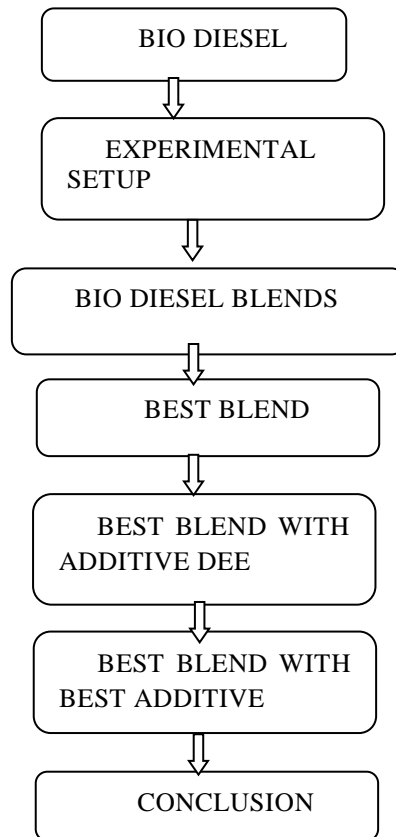 BIO DIESEL
EXPERIMENTAL
SETUP
BIO DIESEL BLENDS
BEST BLEND
BEST BLEND WITH
ADDITIVE DEE
BEST BLEND WITH
BEST ADDITIVE
CONCLUSION